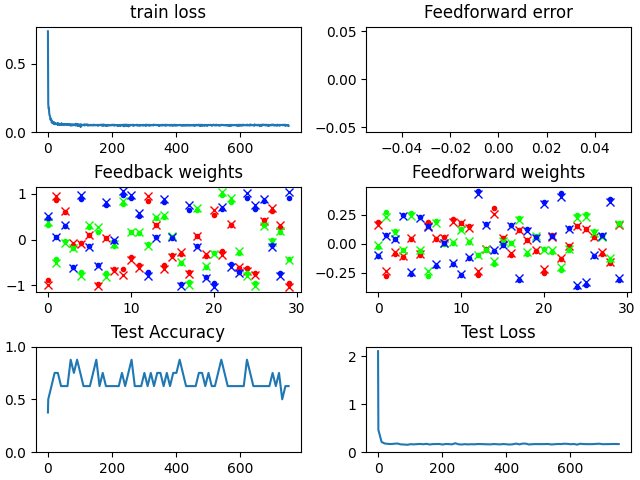 train loss
Feedforward error
0.5
0.0
0 200 400 600
0.05
0.00
−0.05
−0.04 −0.02 0.00 0.02 0.04
Feedback weights
Feedforward weights
1
0
−1
0 10 20 30
0.25
0.00
−0.25
0 10 20 30
Test Accuracy
Test Loss
1.0
0.5
0.0
0 200 400 600
2
1
0
0 200 400 600